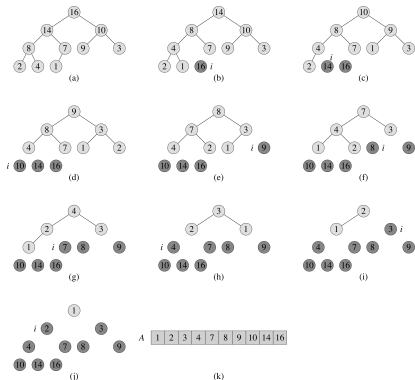 16
14 10
8 7 9 3
2 4 1
(a)
14
8 10
4 7 9 3
2 1 16 i
(b)
10
8 9
4 7 1 3
i
2 14 16
(c)
9
8 3
4 7 1 2
i 10 14 16
(d)
8
7 3
4 2 1 i 9
10 14 16
(e)
7
4 3
1 2 8 i 9
10 14 16
(f)
4
2 3
1 i 7 8 9
10 14 16
(g)
3
2 1
i 4 7 8 9
10 14 16
(h)
2
1 3 i
4 7 8 9
10 14 16
(i)
1
i 2 3
4 7 8 9
10 14 16
(j)
A 1 2 3 4 7 8 9 10 14 16
(k)